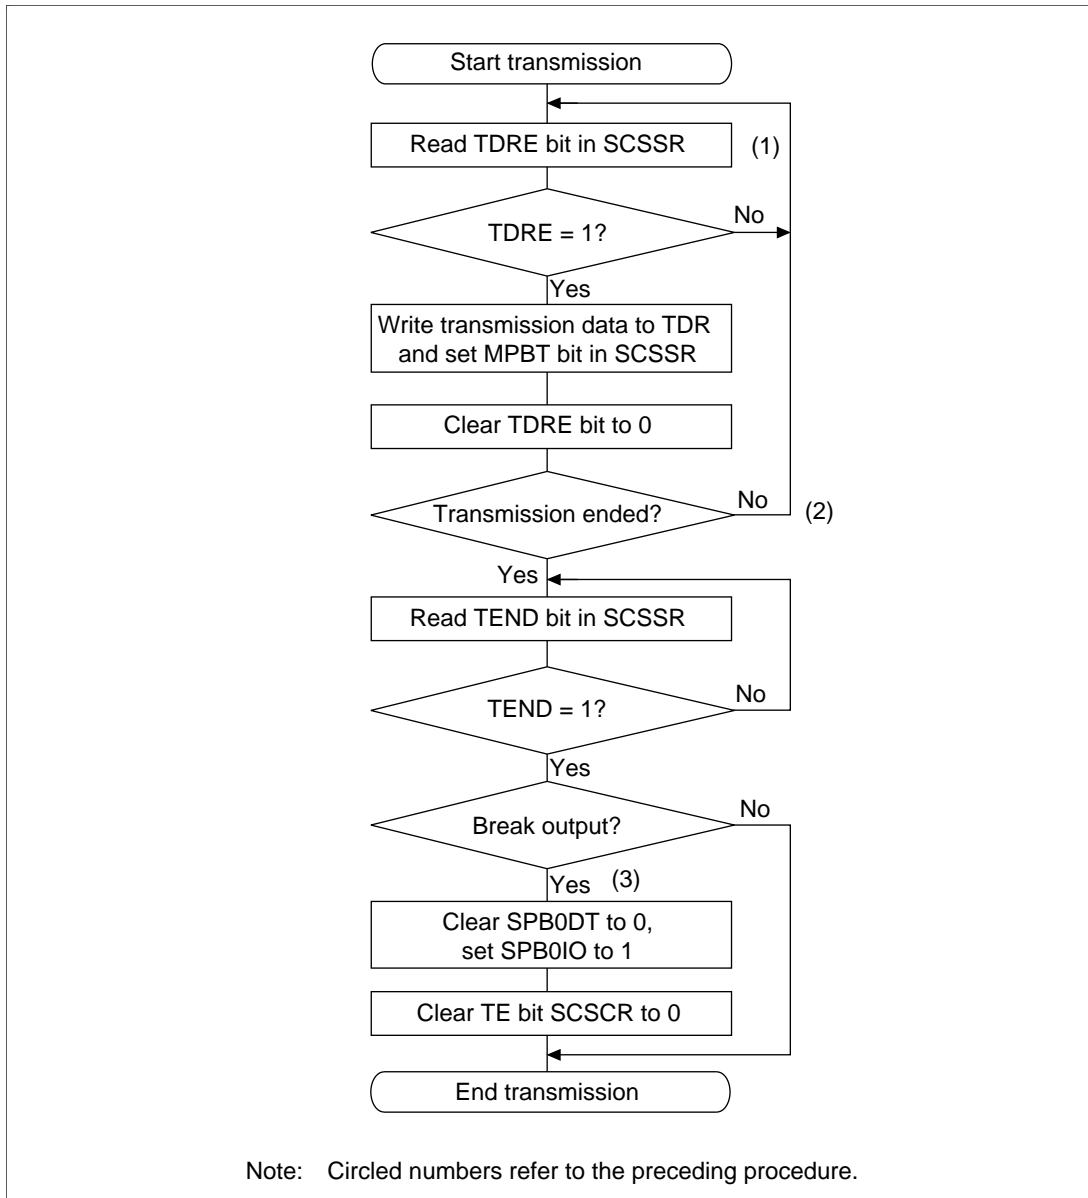 Start transmission
Read TDRE bit in SCSSR
(1)
TDRE = 1?
No
Yes
Write transmission data to TDR
and set MPBT bit in SCSSR
Clear TDRE bit to 0
Transmission ended?
No
(2)
Yes
Read TEND bit in SCSSR
TEND = 1?
No
Yes
Break output?
No
Yes
(3)
Clear SPB0DT to 0,
set SPB0IO to 1
Clear TE bit SCSCR to 0
End transmission
Note: Circled numbers refer to the preceding procedure.